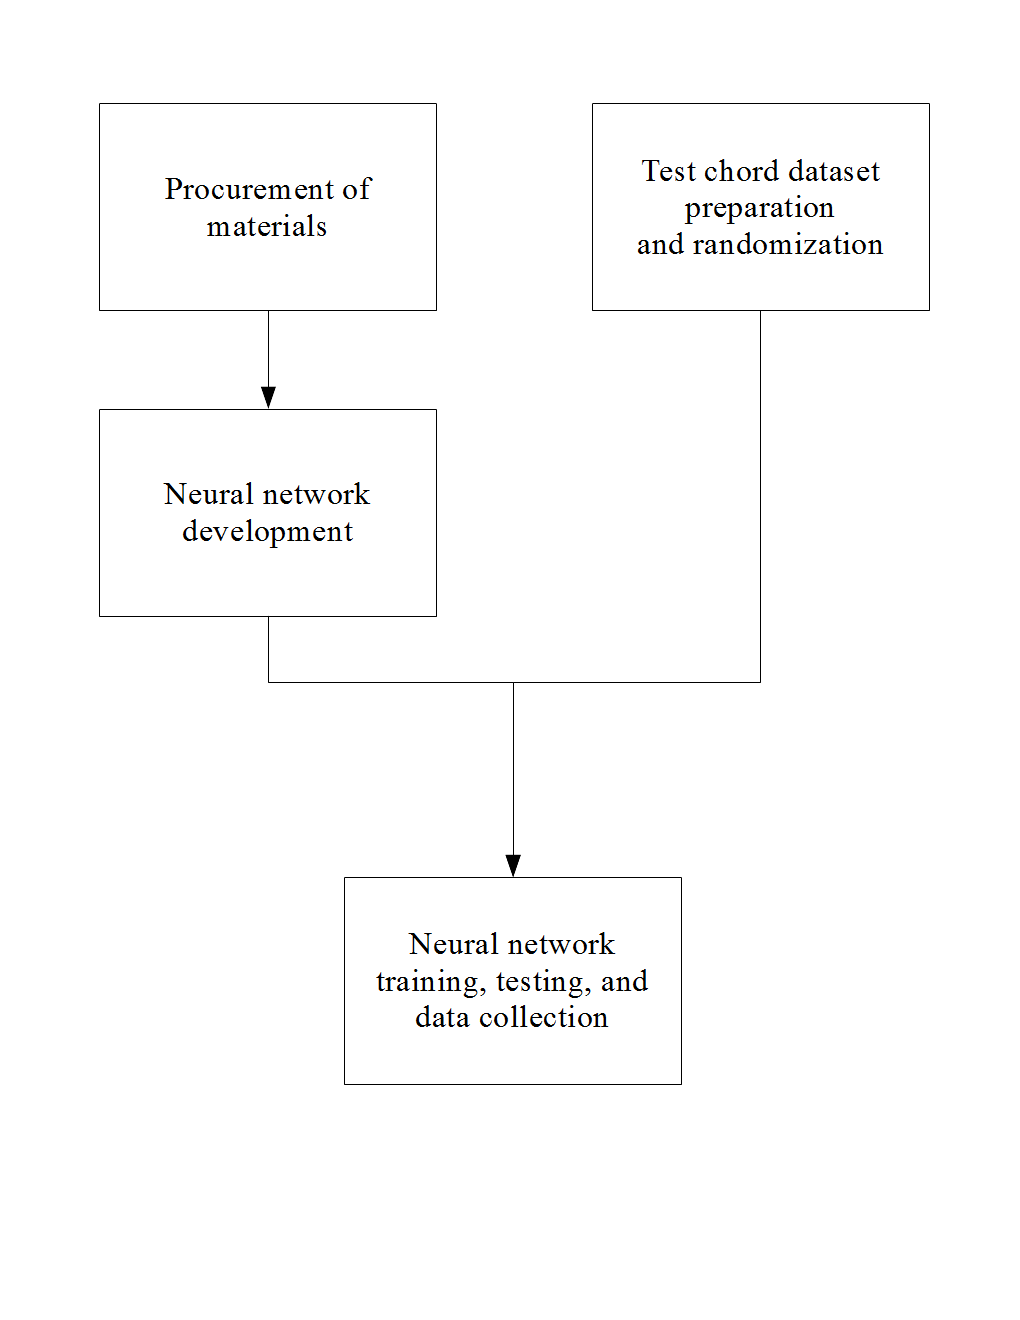 Procurement of
materials
Test chord dataset
preparation
and randomization
Neural network
development
Neural network
training, testing, and
data collection